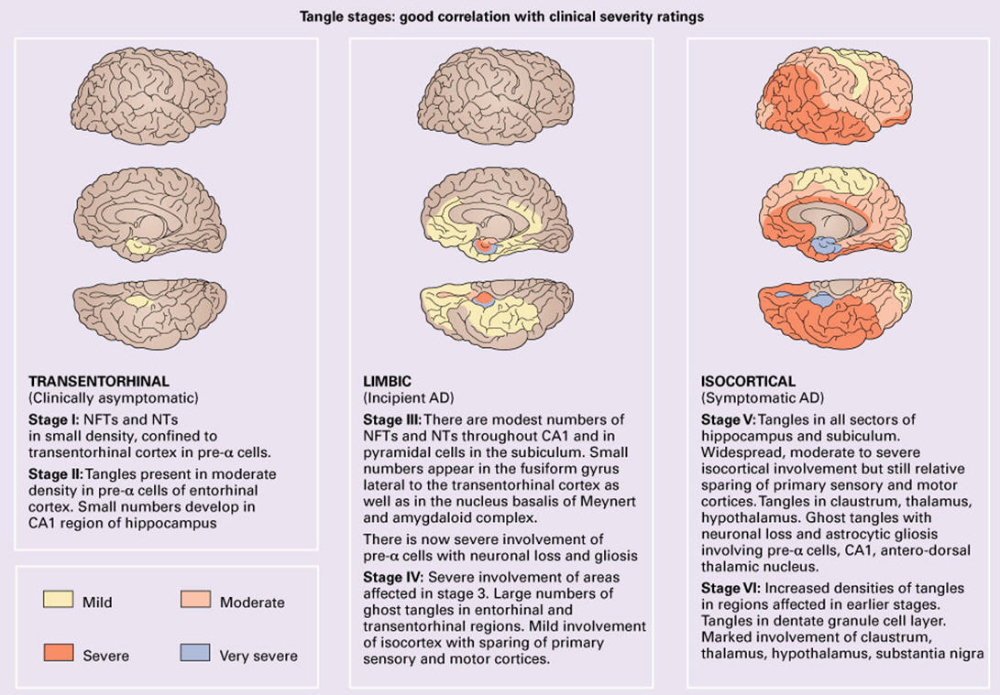 Tangle stages: good correlation with clinical severity ratings
TRANSENTORHINAL
(Clinically asymptomatic)
Stage I: NFTs and NTs
in small density, confined to
transentorhinal cortex in pre-α cells.
Stage II: Tangles present in moderate
density in pre-α cells of entorhinal
cortex. Small numbers develop in
CA1 region of hippocampus
Mild
Moderate
Severe
Very severe
LIMBIC
(Incipient AD)
Stage III: There are modest numbers of
NFTs and NTs throughout CA1 and in
pyramidal cells in the subiculum. Small
numbers appear in the fusiform gyrus
lateral to the transentorhinal cortex as
well as in the nucleus basalis of Meynert
and amygdaloid complex.
There is now severe involvement of
pre-α cells with neuronal loss and gliosis
Stage IV: Severe involvement of areas
affected in stage 3. Large numbers of
ghost tangles in entorhinal and
transentorhinal regions. Mild involvement
of isocortex with sparing of primary
sensory and motor cortices.
ISOCORTICAL
(Symptomatic AD)
Stage V: Tangles in all sectors of
hippocampus and subiculum.
Widespread, moderate to severe
isocortical involvement but still relative
sparing of primary sensory and motor
cortices. Tangles in claustrum, thalamus,
hypothalamus. Ghost tangles with
neuronal loss and astrocytic gliosis
involving pre-α cells, CA1, antero-dorsal
thalamic nucleus.
Stage VI: Increased densities of tangles
in regions affected in earlier stages.
Tangles in dentate granule cell layer.
Marked involvement of claustrum,
thalamus, hypothalamus, substantia nigra